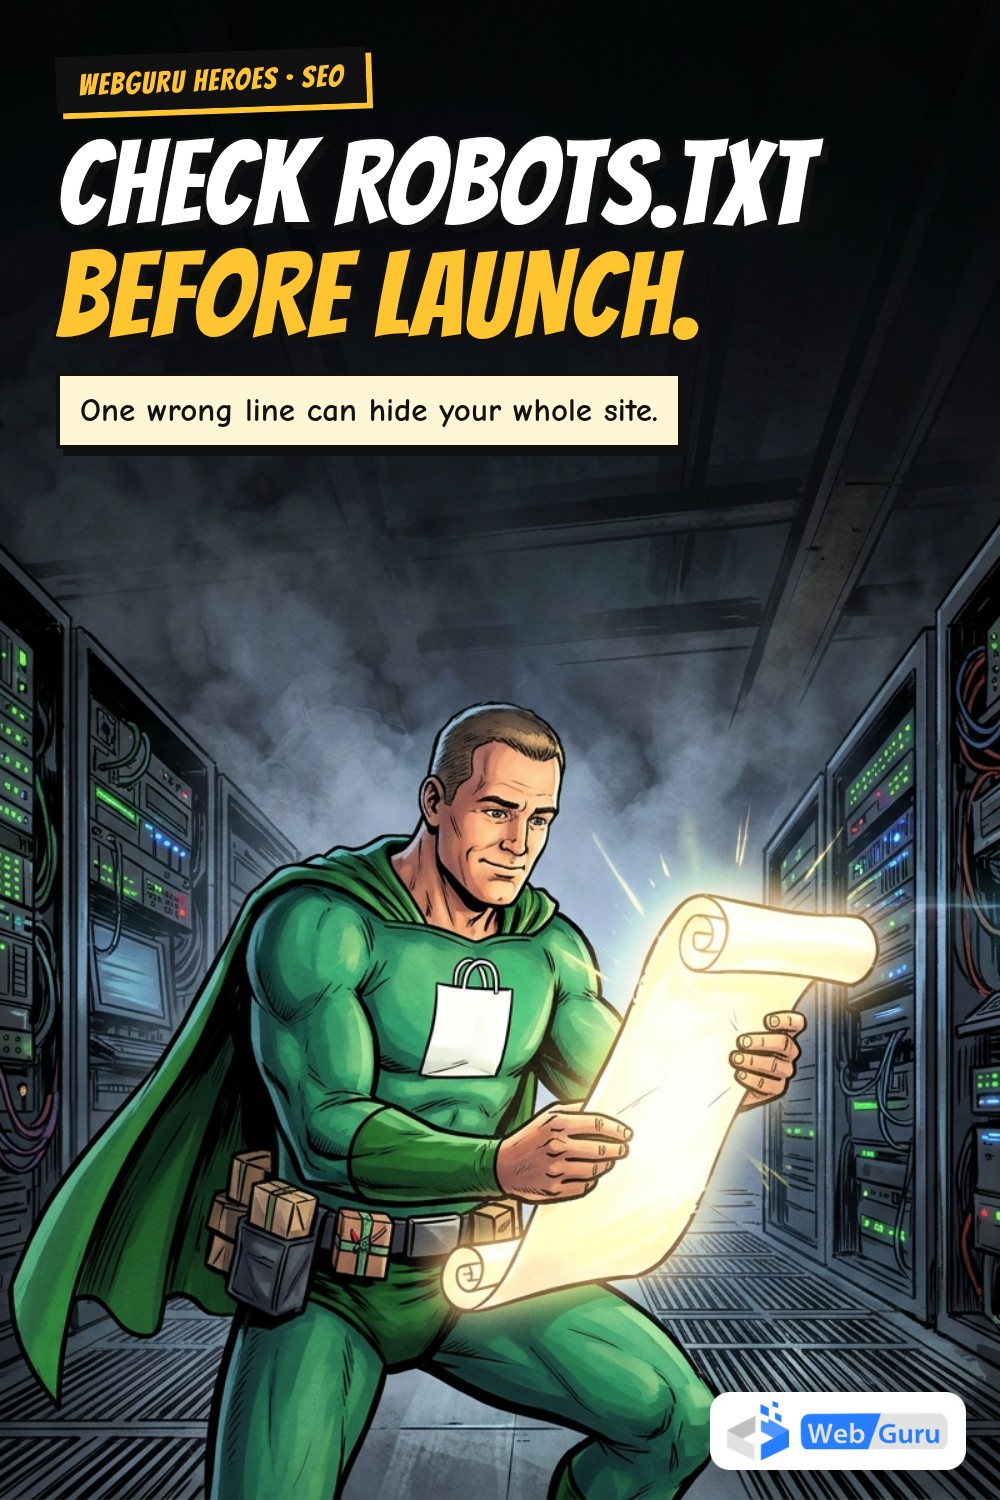 WEBGURU HEROES · SEO
CHECK ROBOTS.TXT
BEFORE LAUNCH.
One wrong line can hide your whole site.
Web Guru